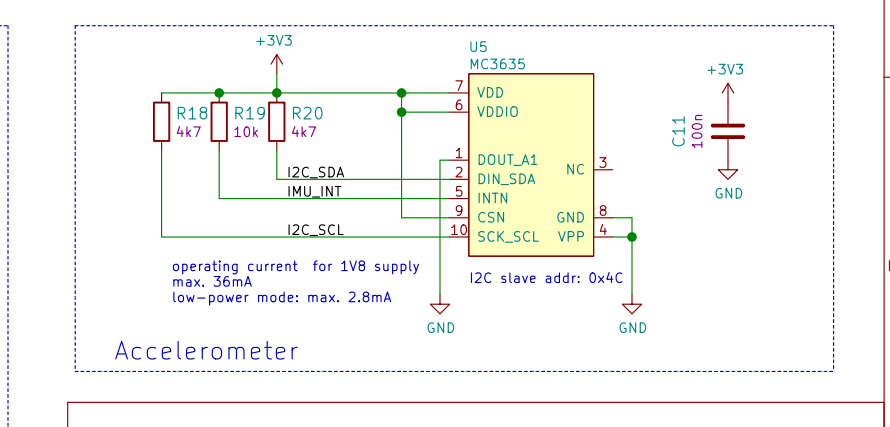 +3V3
U5
MC3635
+3V3
R18
4k7
R19
10k
R20
4k7
7
VDD
6
VDDIO
1
DOUT_A1
2
DIN_SDA
5
INTN
9
CSN
10
SCK_SCL
NC
3
GND
8
VPP
4
I2C_SDA
IMU_INT
I2C_SCL
C11
100n
GND
operating current for 1V8 supply
max. 36mA
low-power mode: max. 2.8mA
I2C slave addr: 0x4C
GND
GND
Accelerometer